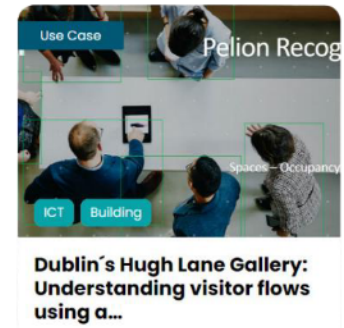 Use Case
Pelion Recog
Spaces – Occupancy
ICT
Building
Dublin´s Hugh Lane Gallery:
Understanding visitor flows
using a...